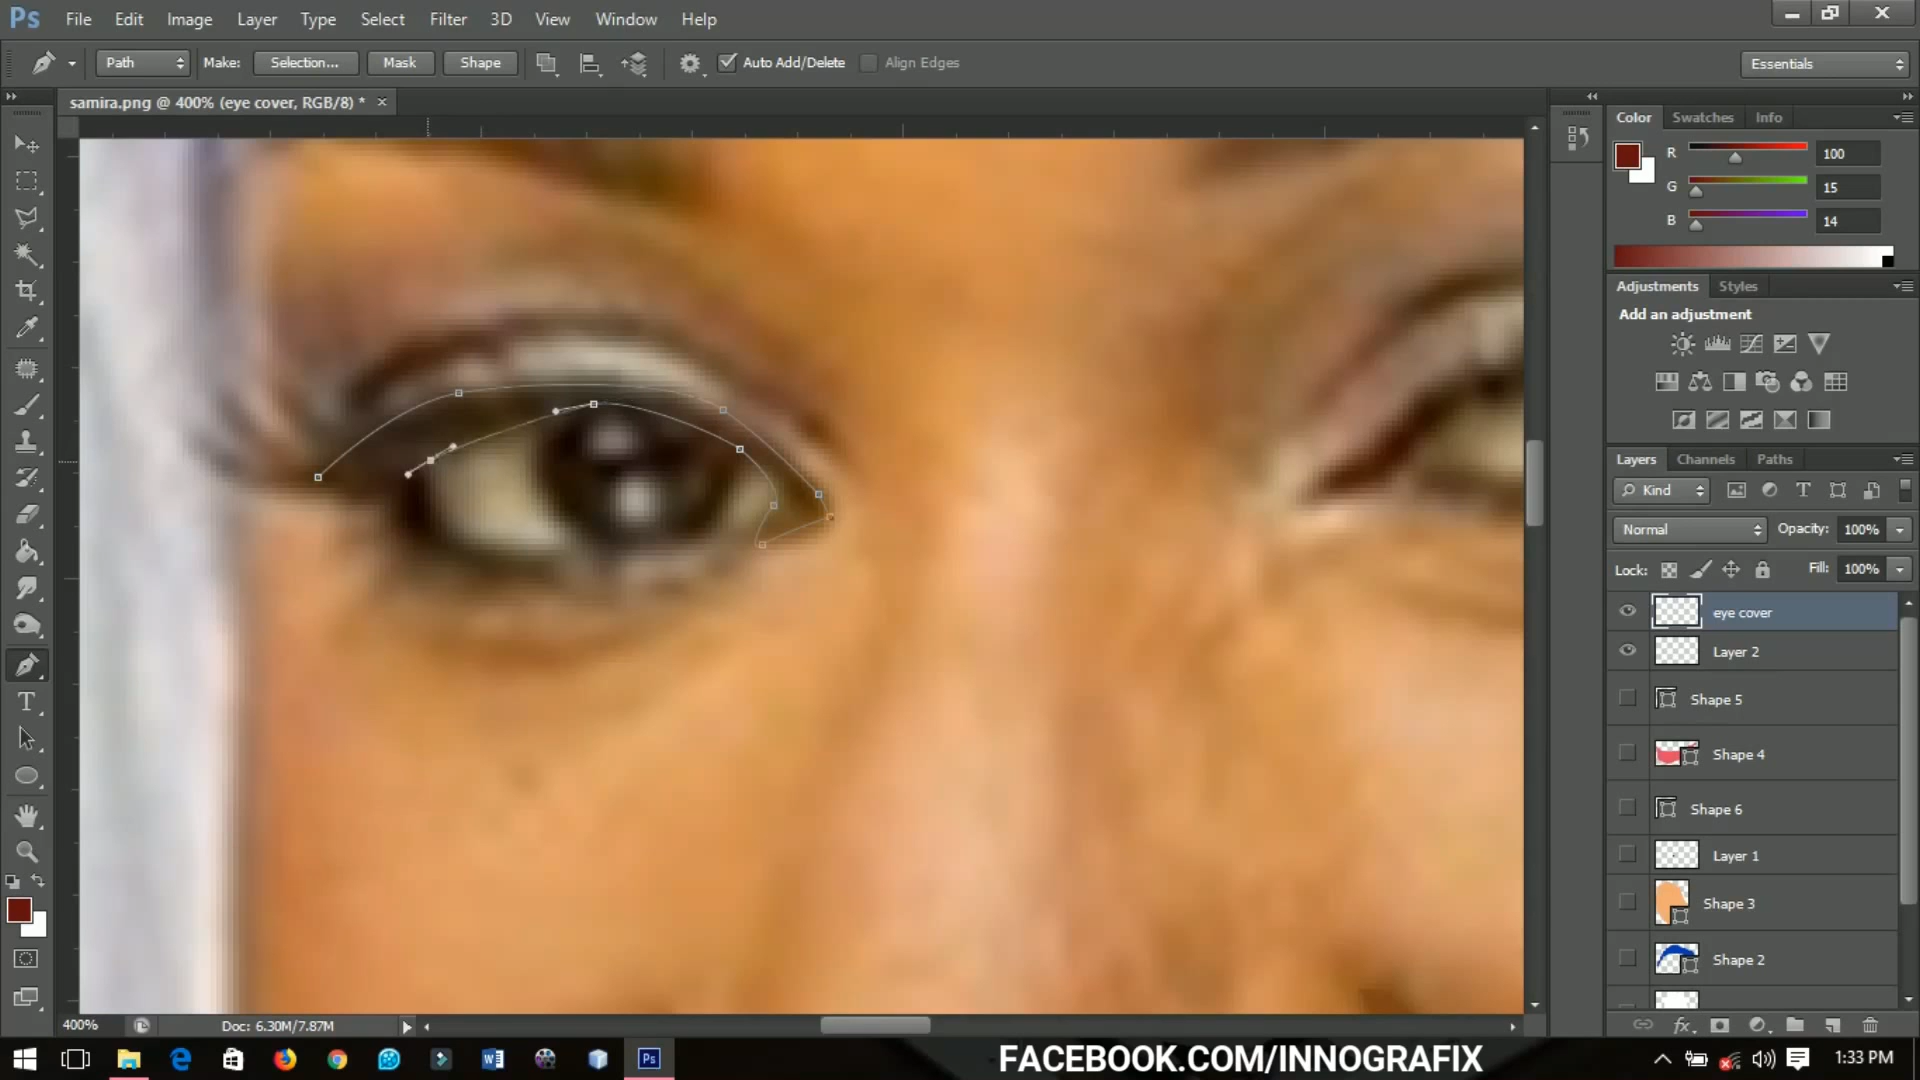 Ps File Edit Image Layer Type Select Filter 3D View Window Help
Path Make: Selection... Mask Shape Auto Add/Delete Align Edges Essentials
samira.png @ 400% (eye cover, RGB/8) * ×
Color Swatches Info
R 100
G 15
B 14
Adjustments Styles
Add an adjustment
Layers Channels Paths
Kind
Normal Opacity: 100%
Lock: Fill: 100%
eye cover
Layer 2
Shape 5
Shape 4
Shape 6
Layer 1
Shape 3
Shape 2
400% Doc: 6.30M/7.87M
FACEBOOK.COM/INNOGRAFIX
1:33 PM